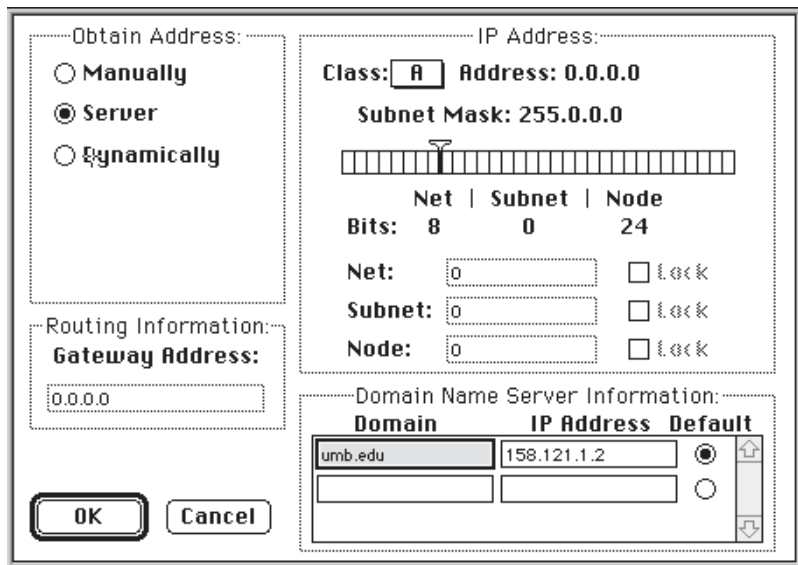 Obtain Address:
Manually
Server
Dynamically
Routing Information:
Gateway Address:
0.0.0.0
OK
Cancel
IP Address:
Class: A Address: 0.0.0.0
Subnet Mask: 255.0.0.0
Net | Subnet | Node
Bits: 8 0 24
Net: 0 Lock
Subnet: 0 Lock
Node: 0 Lock
Domain Name Server Information:
Domain IP Address Default
umb.edu 158.121.1.2